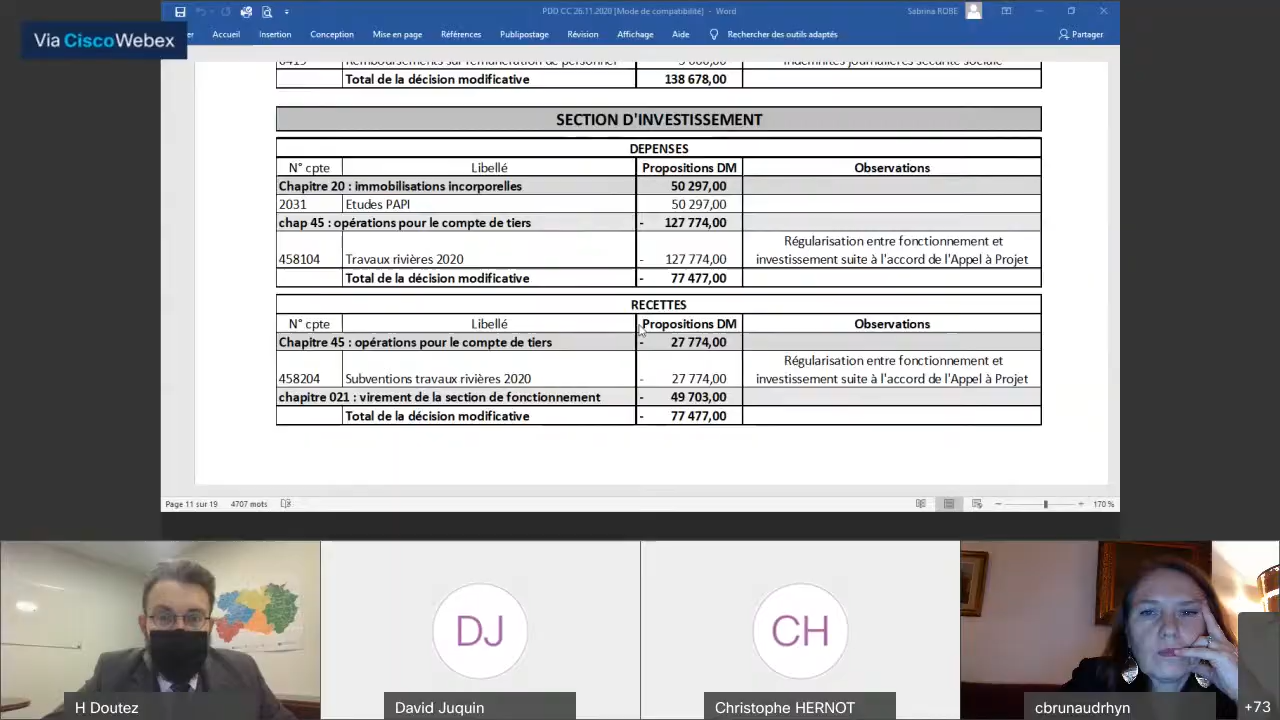 PDD CC 26.11.2020 [Mode de compatibilité] - Word
Sabrina ROBE
Via Cisco Webex
Accueil Insertion Conception Mise en page Références Publipostage Révision Affichage Aide Rechercher des outils adaptés Partager
Total de la décision modificative 138 678,00
SECTION D'INVESTISSEMENT
DEPENSES
N° cpte Libellé Propositions DM Observations
Chapitre 20 : immobilisations incorporelles 50 297,00
2031 Etudes PAPI 50 297,00
chap 45 : opérations pour le compte de tiers - 127 774,00
Régularisation entre fonctionnement et
458104 Travaux rivières 2020 - 127 774,00 investissement suite à l'accord de l'Appel à Projet
Total de la décision modificative - 77 477,00
RECETTES
N° cpte Libellé Propositions DM Observations
Chapitre 45 : opérations pour le compte de tiers - 27 774,00
Régularisation entre fonctionnement et
458204 Subventions travaux rivières 2020 - 27 774,00 investissement suite à l'accord de l'Appel à Projet
chapitre 021 : virement de la section de fonctionnement - 49 703,00
Total de la décision modificative - 77 477,00
Page 11 sur 19 4707 mots 170 %
DJ CH
H Doutez David Juquin Christophe HERNOT cbrunaudrhyn +73